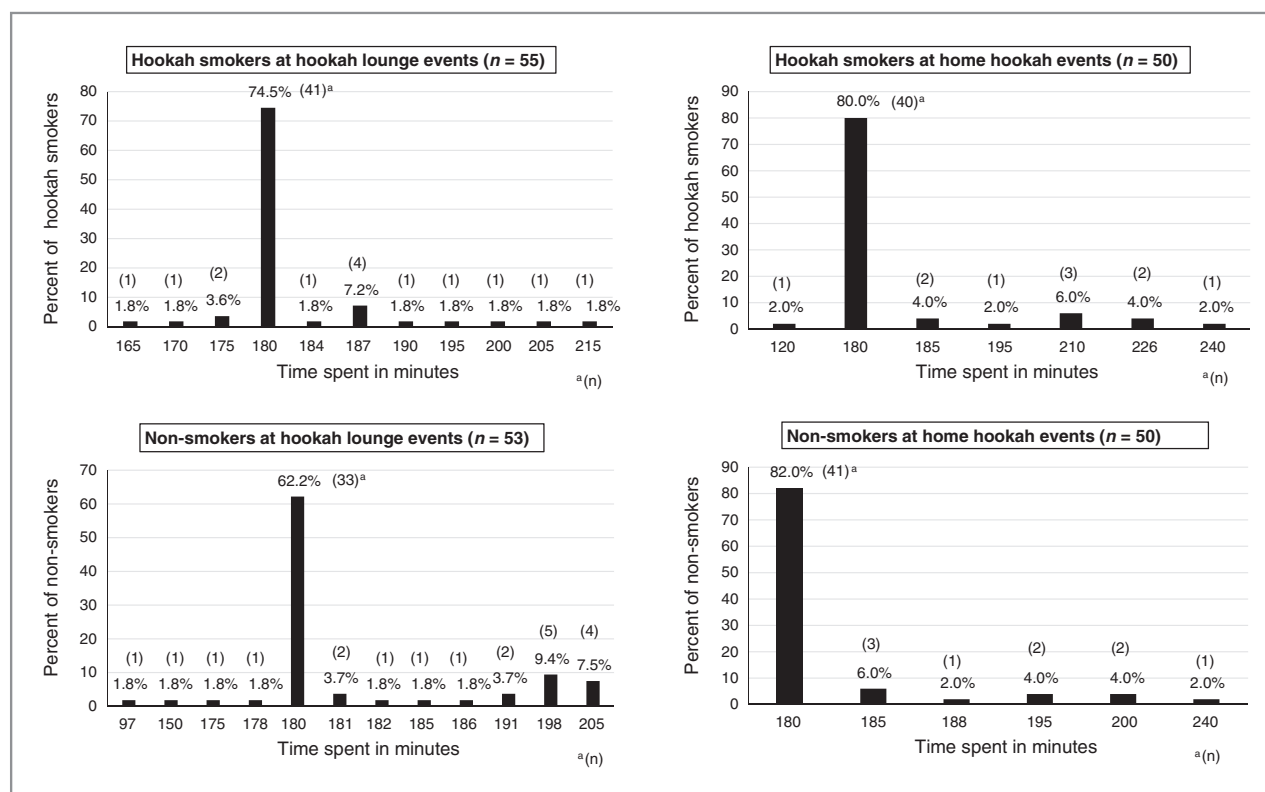 Hookah smokers at hookah lounge events (n = 55)
Percent of hookah smokers
80
70
60
50
40
30
20
10
0
(1) (1) (2) 74.5% (41)ᵃ (1) (4) (1) (1) (1) (1) (1)
1.8% 1.8% 3.6% 1.8% 7.2% 1.8% 1.8% 1.8% 1.8% 1.8%
165 170 175 180 184 187 190 195 200 205 215
Time spent in minutes
ᵃ(n)
Hookah smokers at home hookah events (n = 50)
Percent of hookah smokers
90
80
70
60
50
40
30
20
10
0
(1) 80.0% (40)ᵃ (2) (1) (3) (2) (1)
2.0% 4.0% 2.0% 6.0% 4.0% 2.0%
120 180 185 195 210 226 240
Time spent in minutes
ᵃ(n)
Non-smokers at hookah lounge events (n = 53)
Percent of non-smokers
70
60
50
40
30
20
10
0
(1) (1) (1) (1) 62.2% (33)ᵃ (2) (1) (1) (1) (2) (5) (4)
1.8% 1.8% 1.8% 1.8% 3.7% 1.8% 1.8% 1.8% 3.7% 9.4% 7.5%
97 150 175 178 180 181 182 185 186 191 198 205
Time spent in minutes
ᵃ(n)
Non-smokers at home hookah events (n = 50)
Percent of non-smokers
90
80
70
60
50
40
30
20
10
0
82.0% (41)ᵃ (3) (1) (2) (2) (1)
6.0% 2.0% 4.0% 4.0% 2.0%
180 185 188 195 200 240
Time spent in minutes
ᵃ(n)